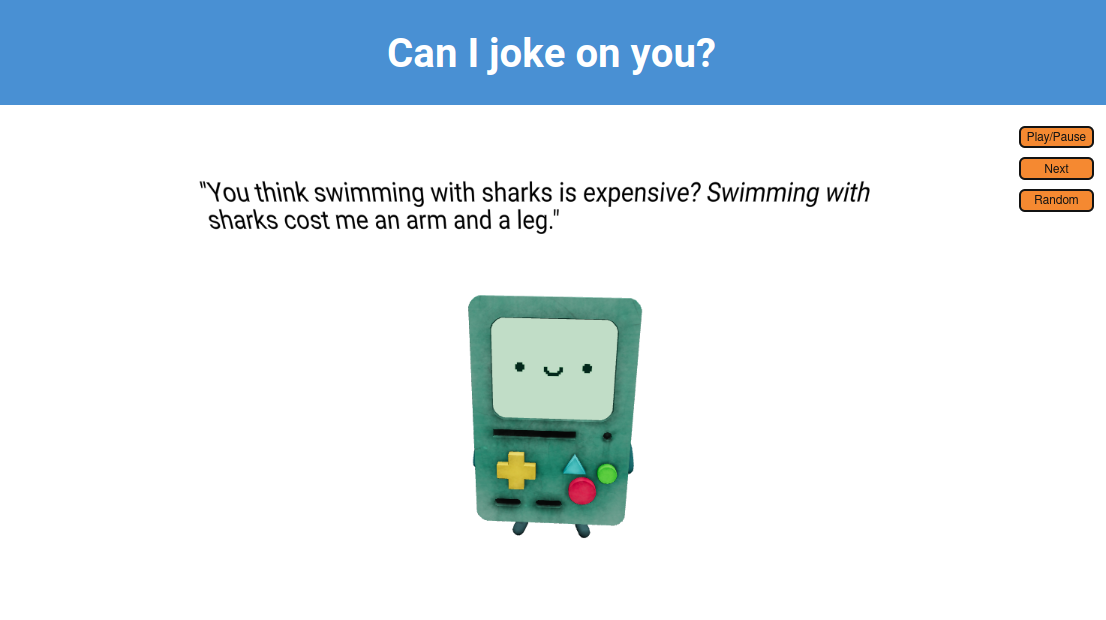 Can I joke on you?
Play/Pause
"You think swimming with sharks is expensive? Swimming with
sharks cost me an arm and a leg."
Next
Random